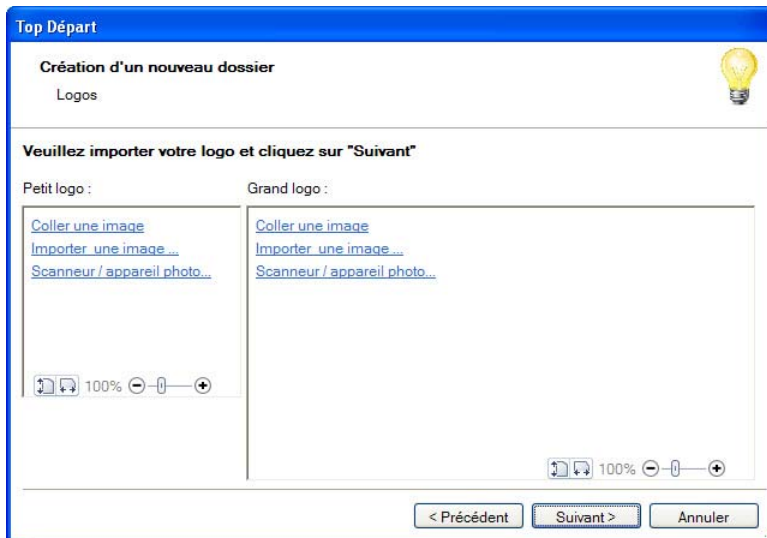 Top Départ
Création d'un nouveau dossier
Logos
Veuillez importer votre logo et cliquez sur "Suivant"
Petit logo :
Grand logo :
Coller une image
Importer une image ...
Scanneur / appareil photo...
100%
Coller une image
Importer une image ...
Scanneur / appareil photo...
100%
< Précédent
Suivant >
Annuler